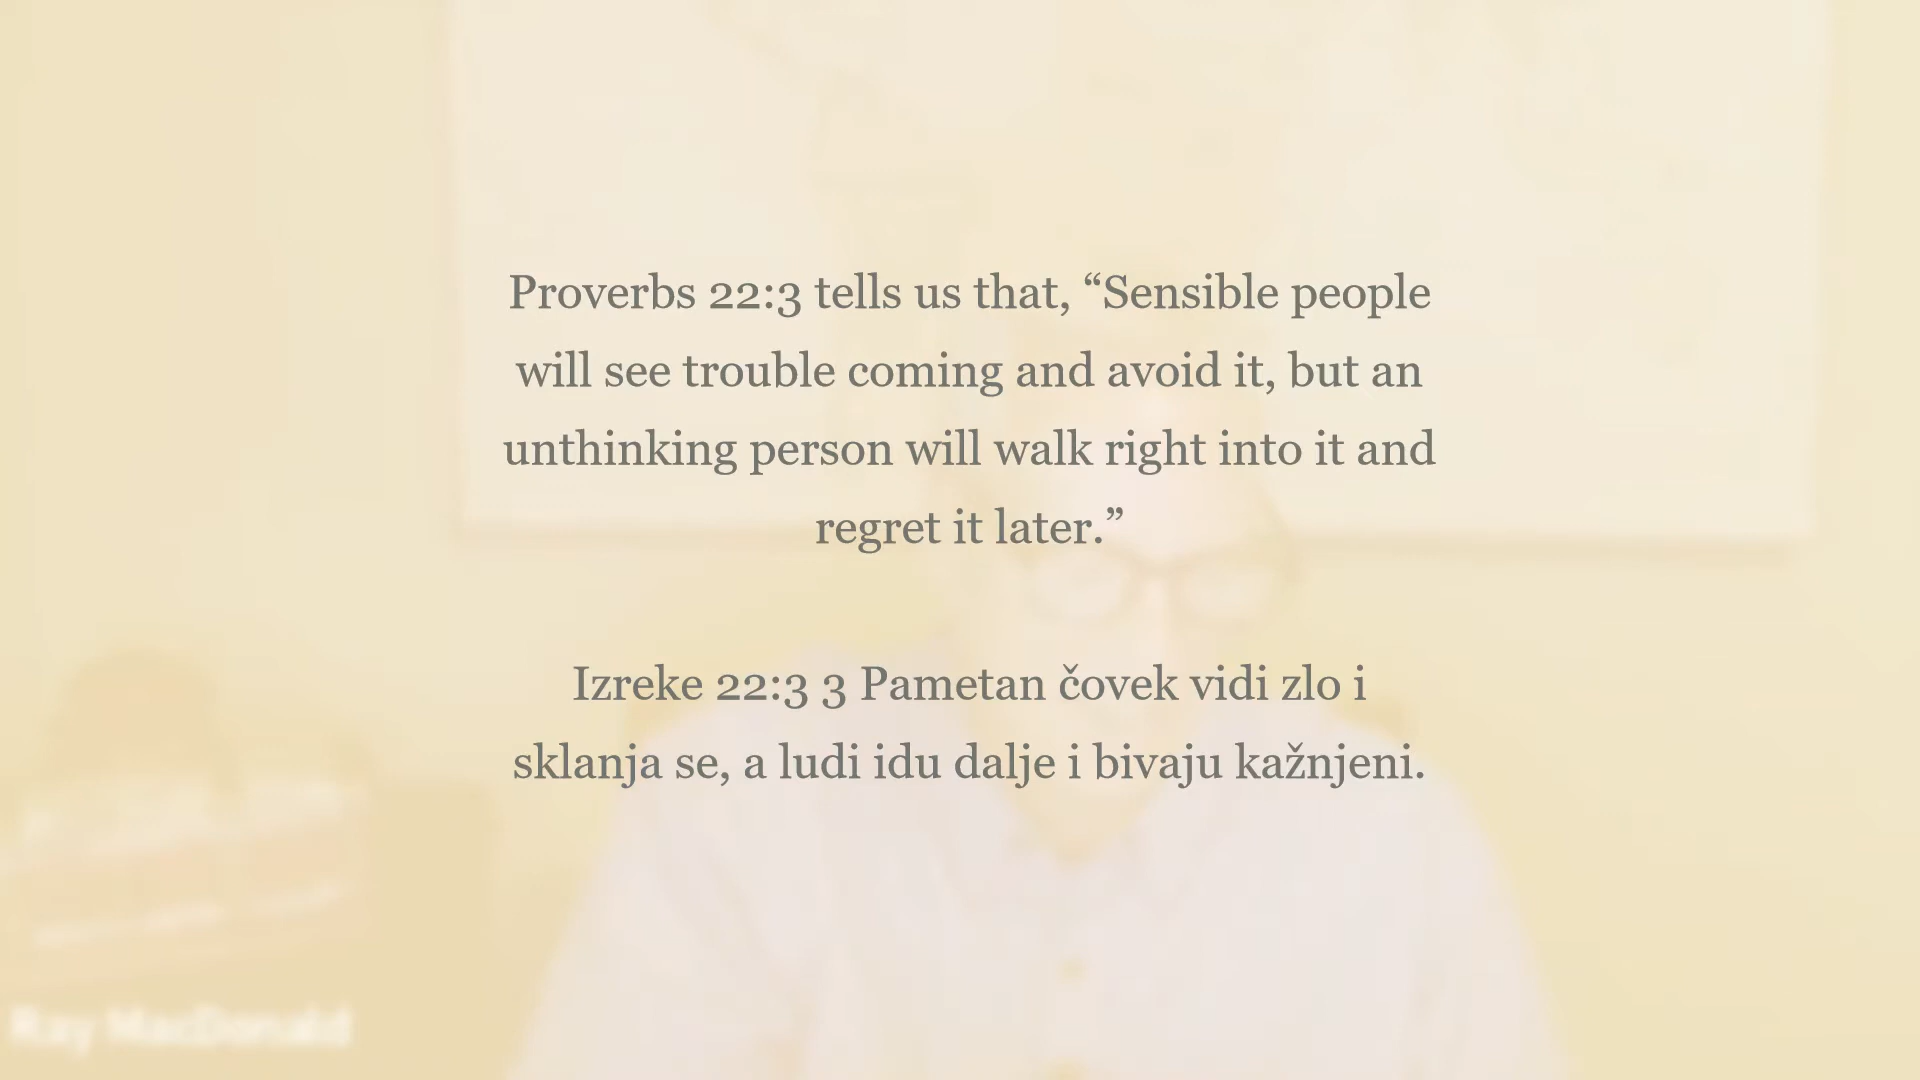 Proverbs 22:3 tells us that, “Sensible people
will see trouble coming and avoid it, but an
unthinking person will walk right into it and
regret it later.”
Izreke 22:3 3 Pametan čovek vidi zlo i
sklanja se, a ludi idu dalje i bivaju kažnjeni.
Ray MacDonald